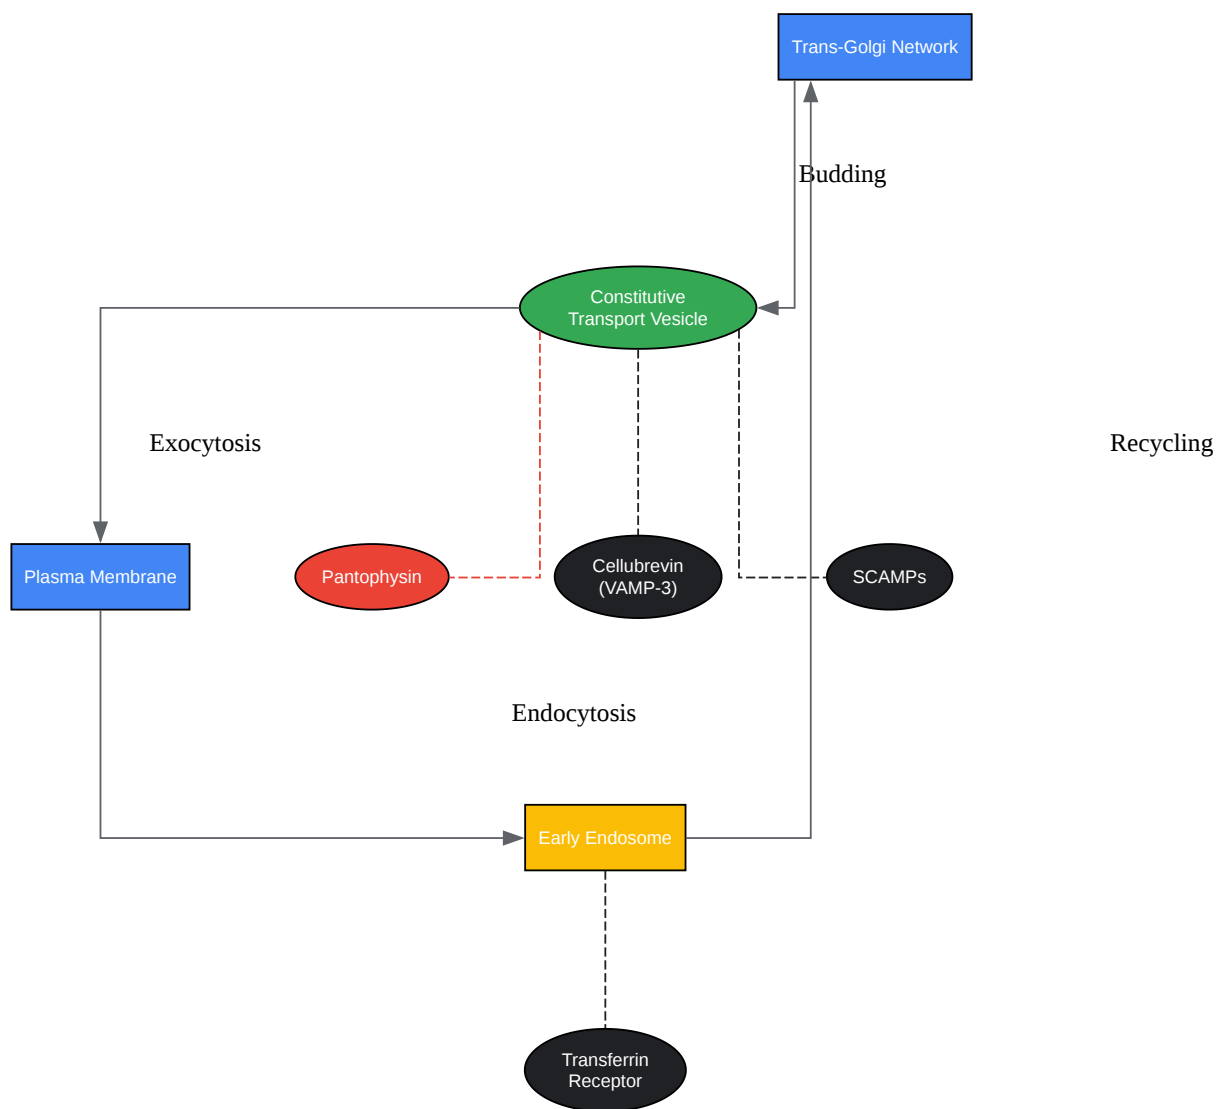 Trans-Golgi Network
Budding
Constitutive
Transport Vesicle
Exocytosis
Recycling
Plasma Membrane
Pantophysin
Cellubrevin
(VAMP-3)
SCAMPs
Endocytosis
Early Endosome
Transferrin
Receptor